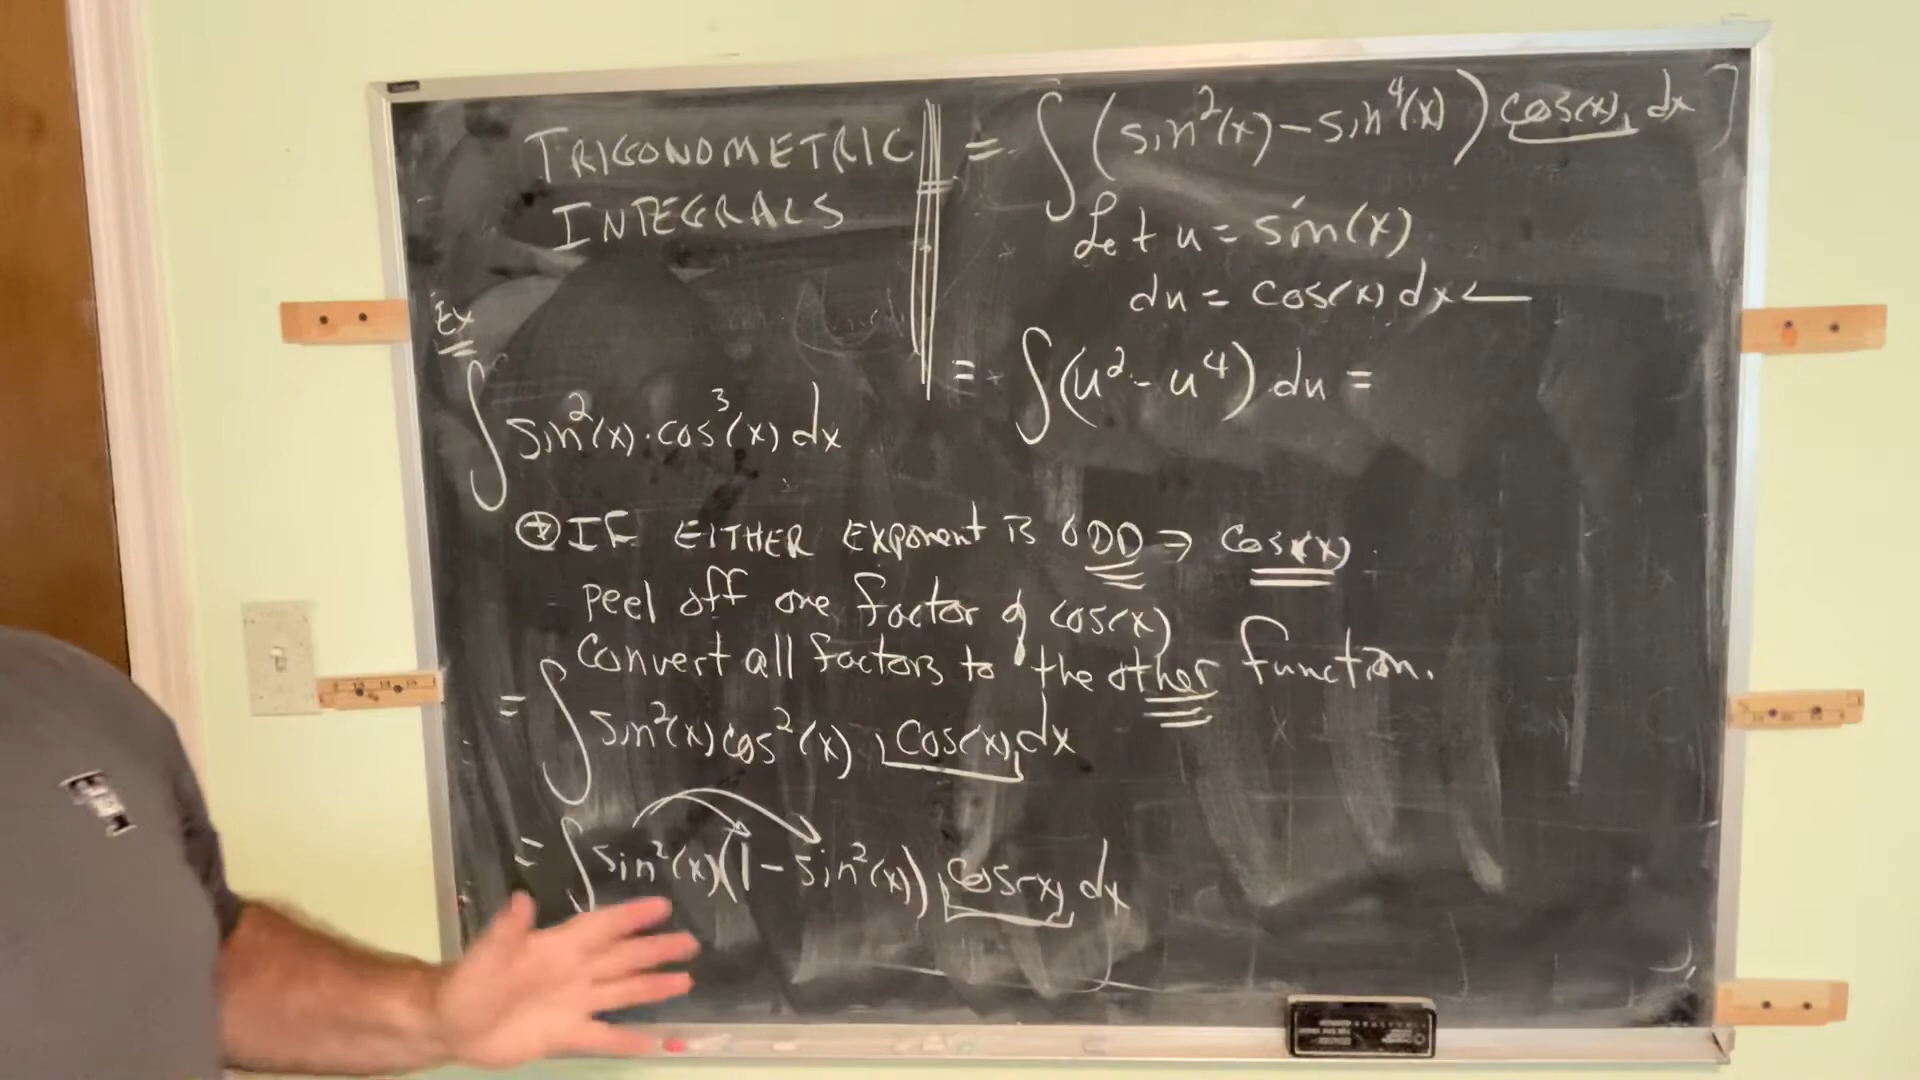 TRIGONOMETRIC
INTEGRALS
Ex
∫ sin²(x)·cos³(x) dx
⊕ IF EITHER EXPONENT IS ODD → cos(x).
peel off one factor of cos(x)
Convert all factors to the other function.
= ∫ sin²(x) cos²(x) cos(x) dx
= ∫ sin²(x)(1 - sin²(x)) cos(x) dx
= ∫ (sin²(x) - sin⁴(x)) cos(x) dx
Let u = sin(x)
du = cos(x) dx ←
= ∫ (u² - u⁴) du =